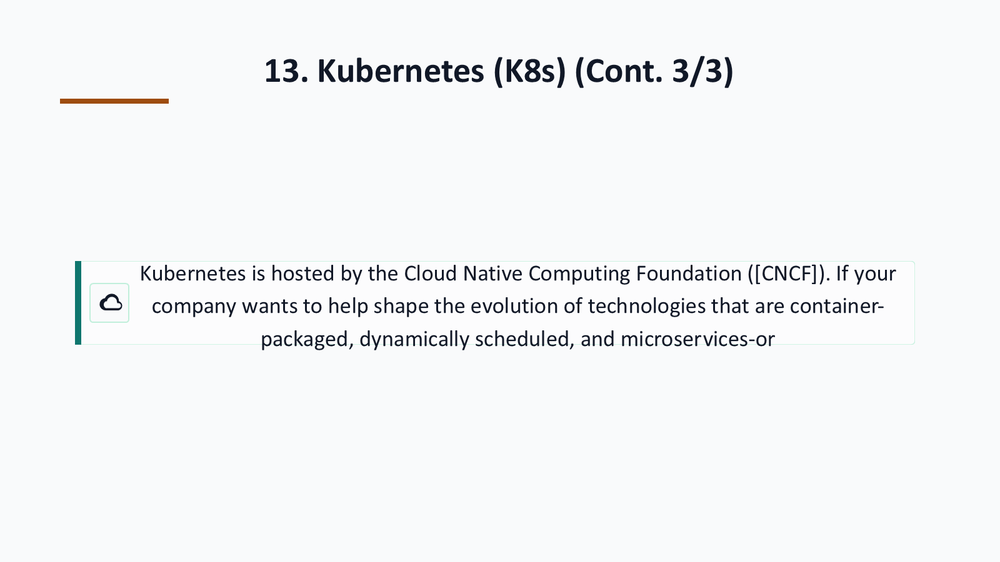 13. Kubernetes (K8s) (Cont. 3/3)
Kubernetes is hosted by the Cloud Native Computing Foundation ([CNCF]). If your
company wants to help shape the evolution of technologies that are container-
packaged, dynamically scheduled, and microservices-or